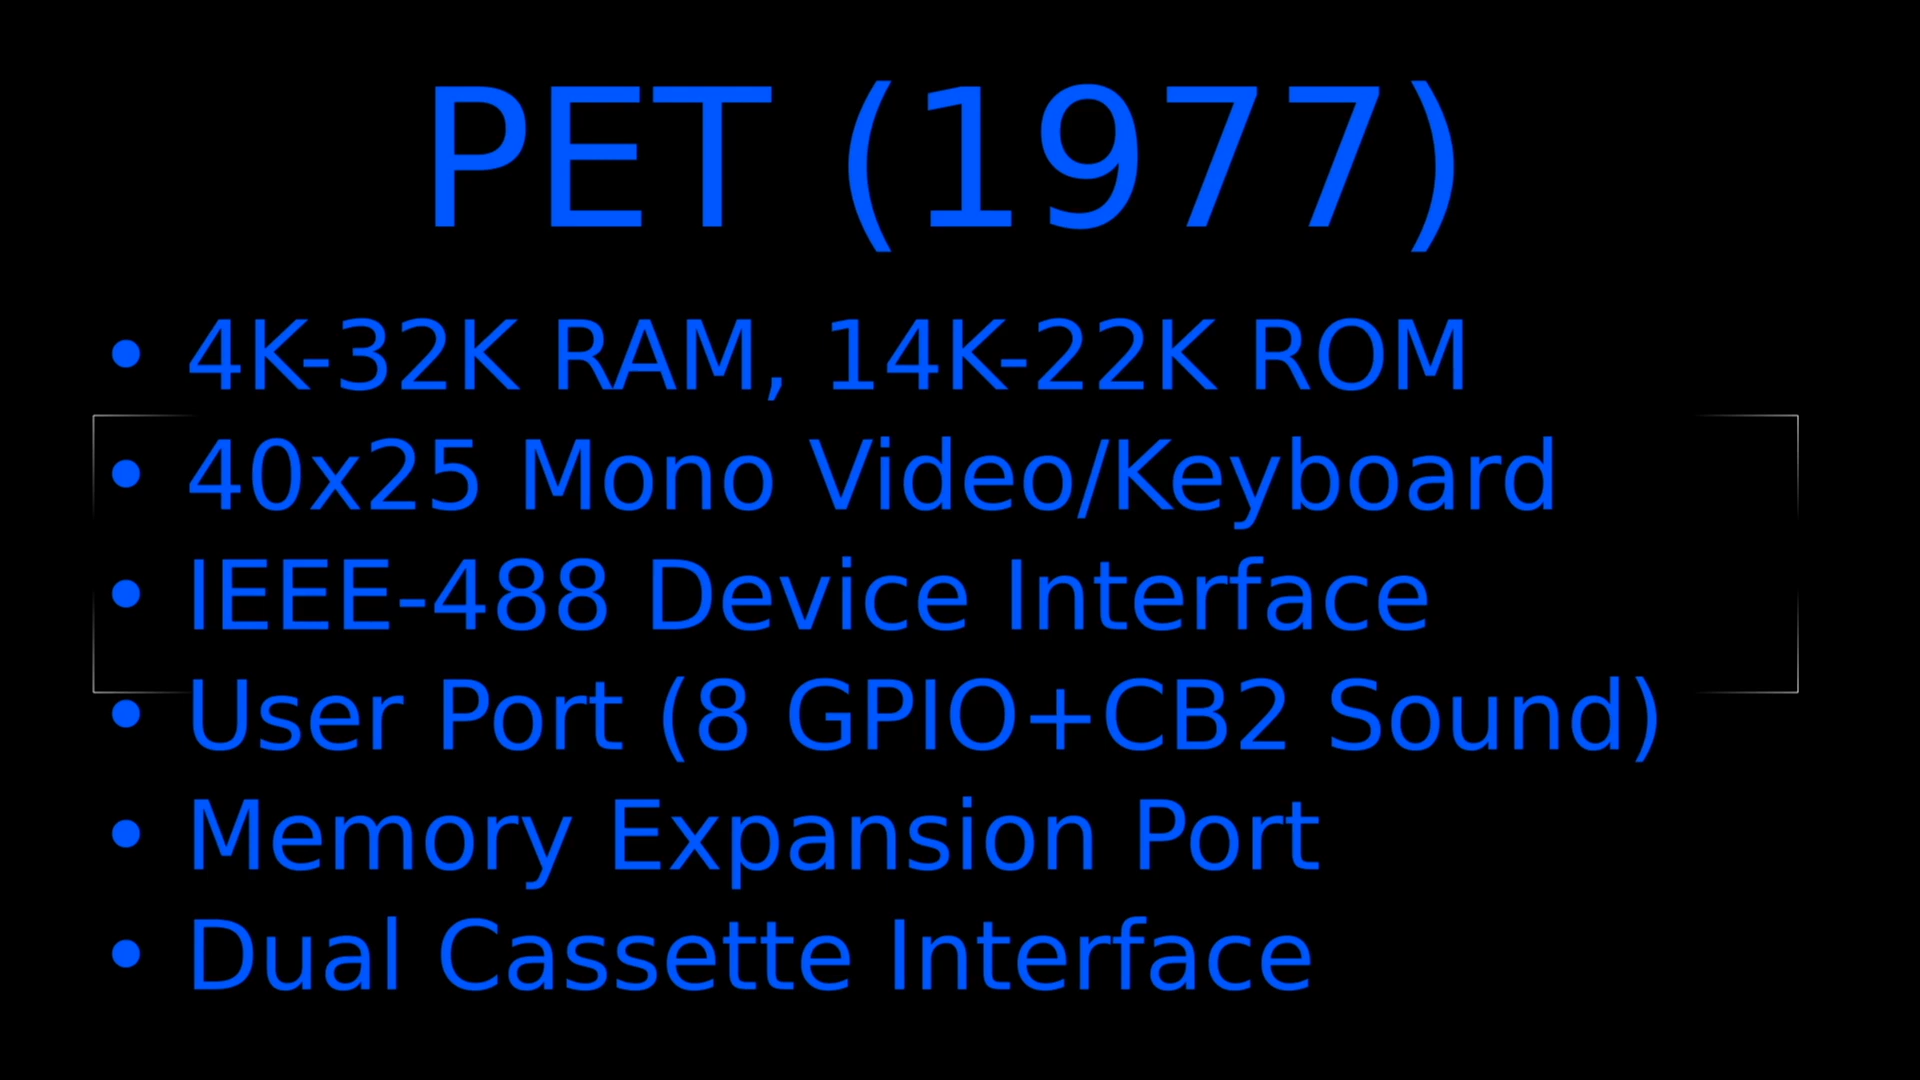 PET (1977)
• 4K-32K RAM, 14K-22K ROM
• 40x25 Mono Video/Keyboard
• IEEE-488 Device Interface
• User Port (8 GPIO+CB2 Sound)
• Memory Expansion Port
• Dual Cassette Interface